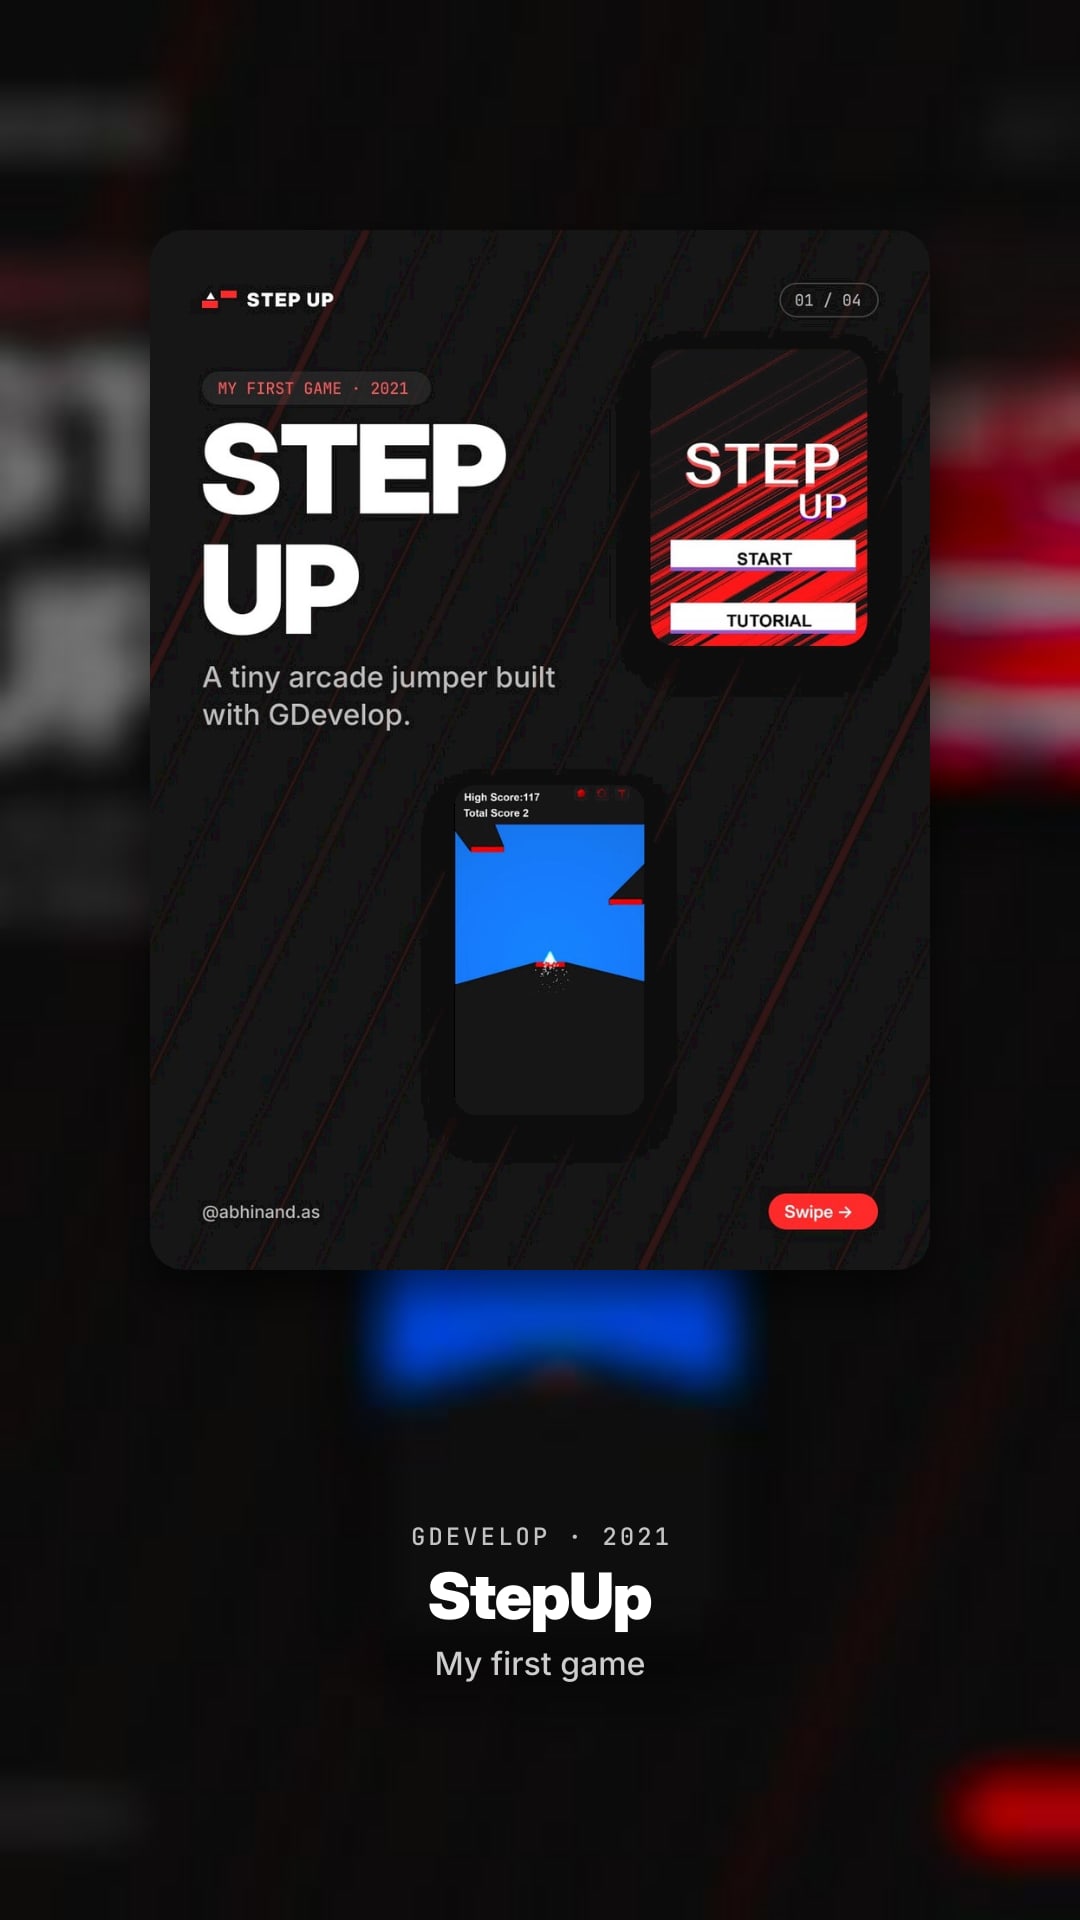 STEP UP
01 / 04
MY FIRST GAME · 2021
STEP
UP
A tiny arcade jumper built
with GDevelop.
STEP
UP
START
TUTORIAL
High Score:117
Total Score 2
@abhinand.as
Swipe →
GDEVELOP · 2021
StepUp
My first game